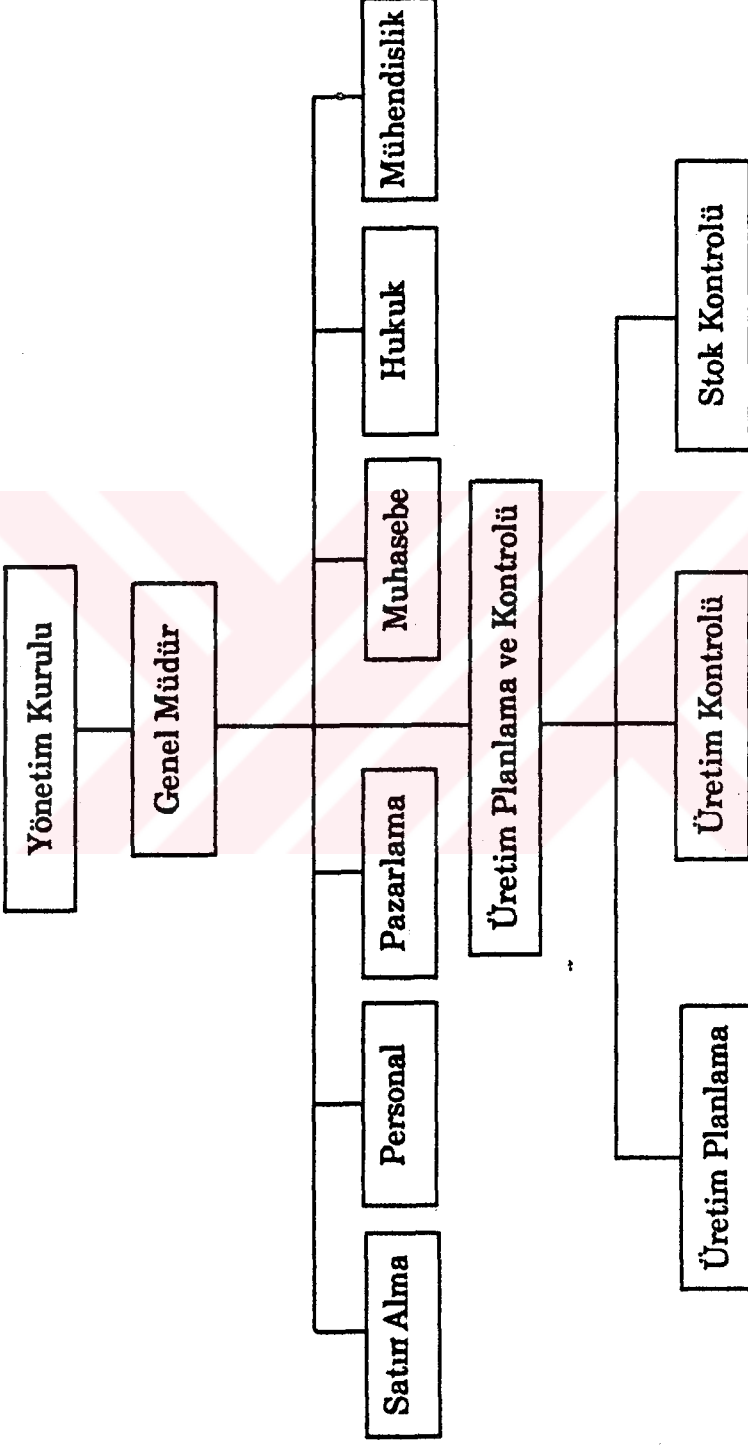 Yönetim Kurulu
Genel Müdür
Satın Alma
Personal
Pazarlama
Muhasebe
Hukuk
Mühendislik
Üretim Planlama ve Kontrolü
Üretim Planlama
Üretim Kontrolü
Stok Kontrolü